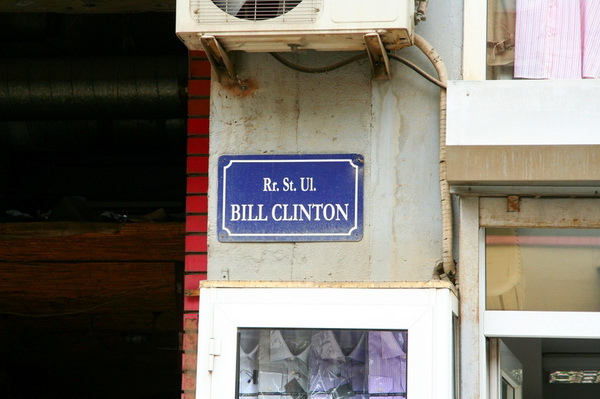 Rr. St. Ul.
BILL CLINTON